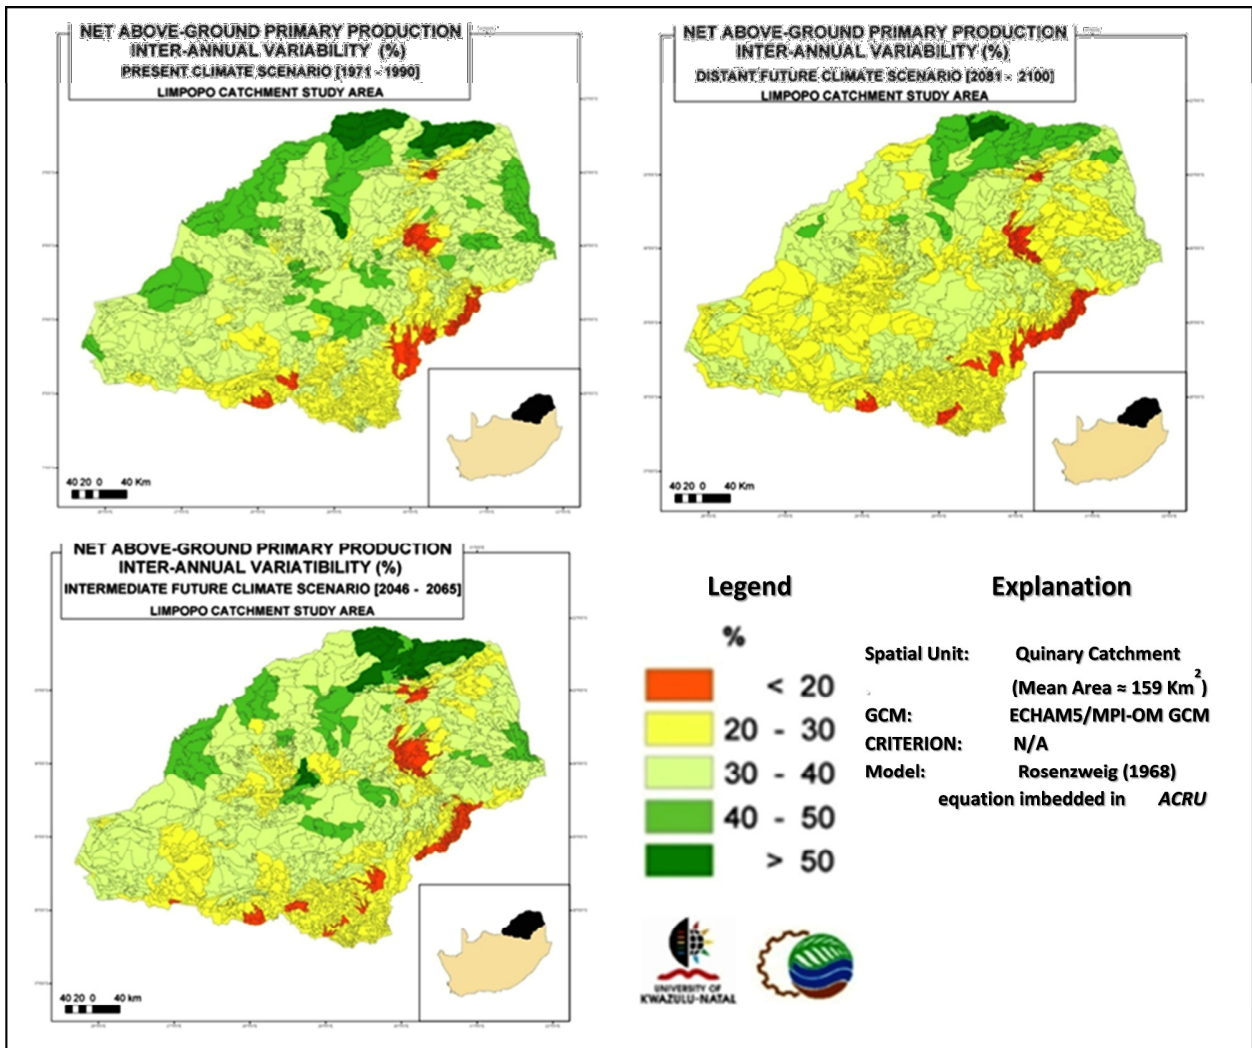 NET ABOVE-GROUND PRIMARY PRODUCTION
INTER-ANNUAL VARIABILITY (%)
PRESENT CLIMATE SCENARIO [1971 - 1990]
LIMPOPO CATCHMENT STUDY AREA
40 20 0 40 Km
NET ABOVE-GROUND PRIMARY PRODUCTION
INTER-ANNUAL VARIABILITY (%)
DISTANT FUTURE CLIMATE SCENARIO [2081 - 2100]
LIMPOPO CATCHMENT STUDY AREA
40 20 0 40 Km
NET ABOVE-GROUND PRIMARY PRODUCTION
INTER-ANNUAL VARIATIBILITY (%)
INTERMEDIATE FUTURE CLIMATE SCENARIO [2046 - 2065]
LIMPOPO CATCHMENT STUDY AREA
40 20 0 40 km
Legend
%
< 20
20 - 30
30 - 40
40 - 50
> 50
Explanation
Spatial Unit: Quinary Catchment
(Mean Area ≈ 159 Km²)
GCM: ECHAM5/MPI-OM GCM
CRITERION: N/A
Model: Rosenzweig (1968)
equation imbedded in ACRU
UNIVERSITY OF
KWAZULU-NATAL